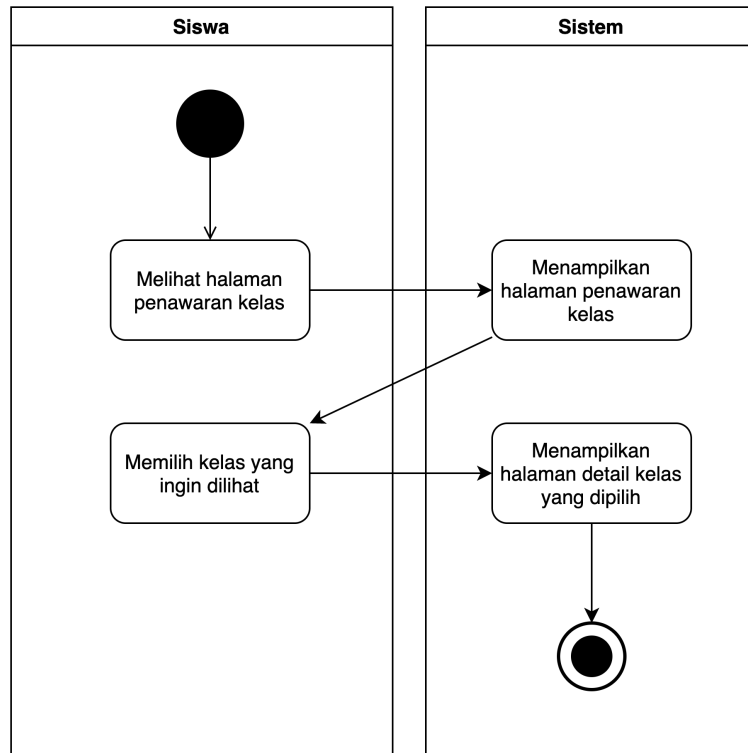 Siswa
Sistem
Melihat halaman
penawaran kelas
Menampilkan
halaman penawaran
kelas
Memilih kelas yang
ingin dilihat
Menampilkan
halaman detail kelas
yang dipilih